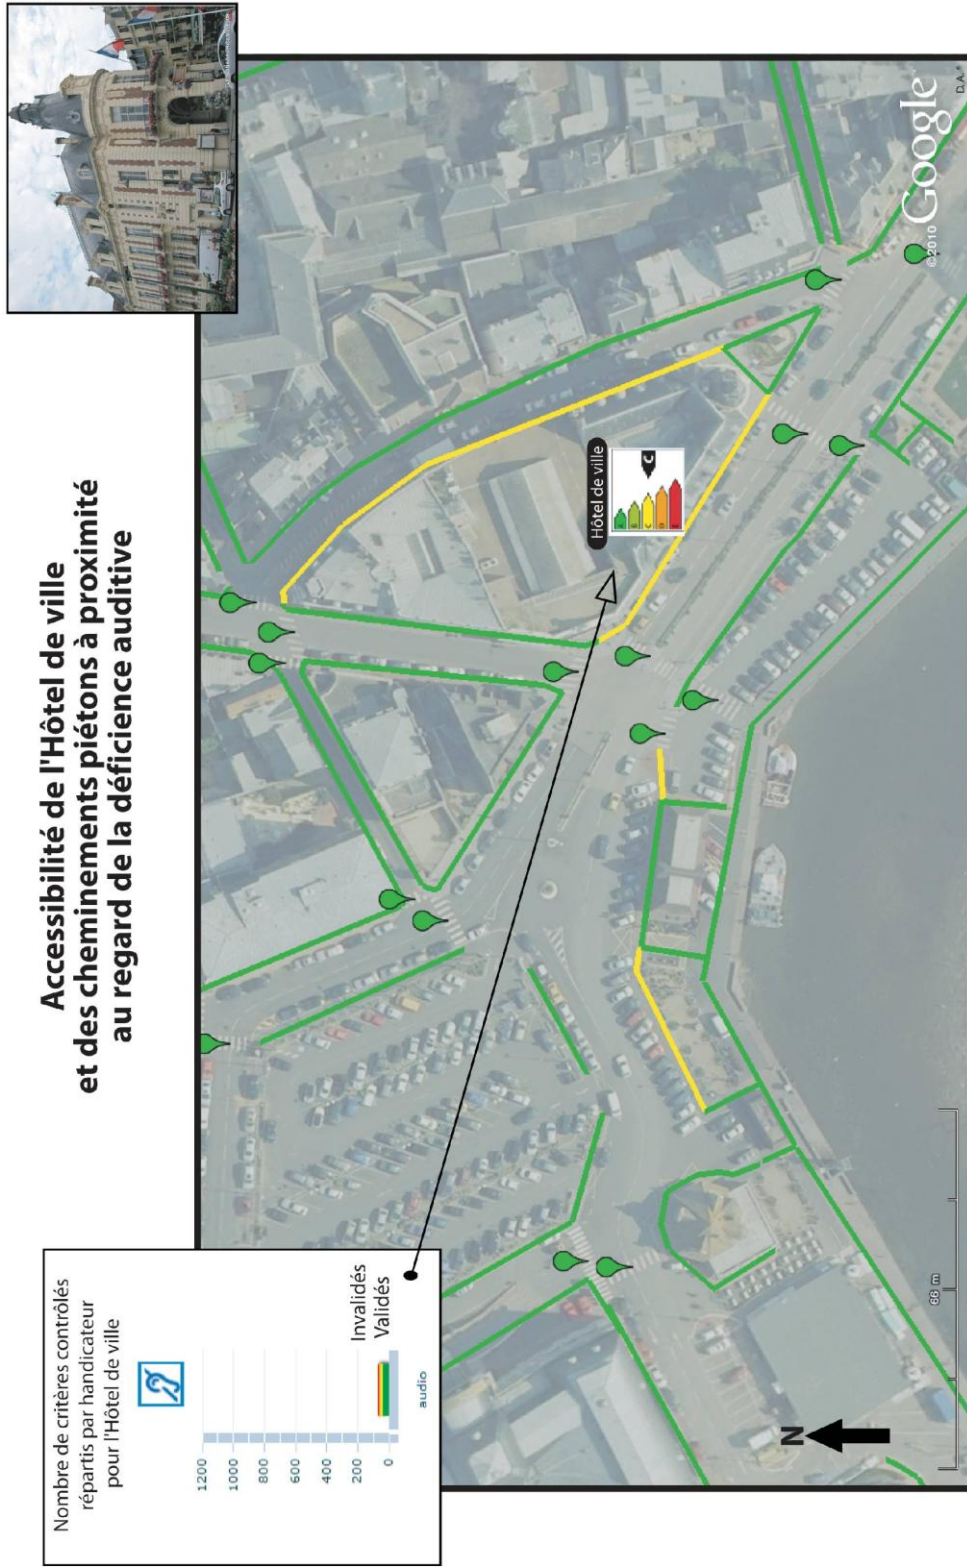 Accessibilité de l'Hôtel de ville
et des cheminements piétons à proximité
au regard de la déficience auditive
Nombre de critères contrôlés
répartis par handicateur
pour l'Hôtel de ville
1200
1000
800
600
400
200
0
Invalidés
Validés
audio
Hôtel de ville
C
N
66 m
©2010 Google
D.A.*